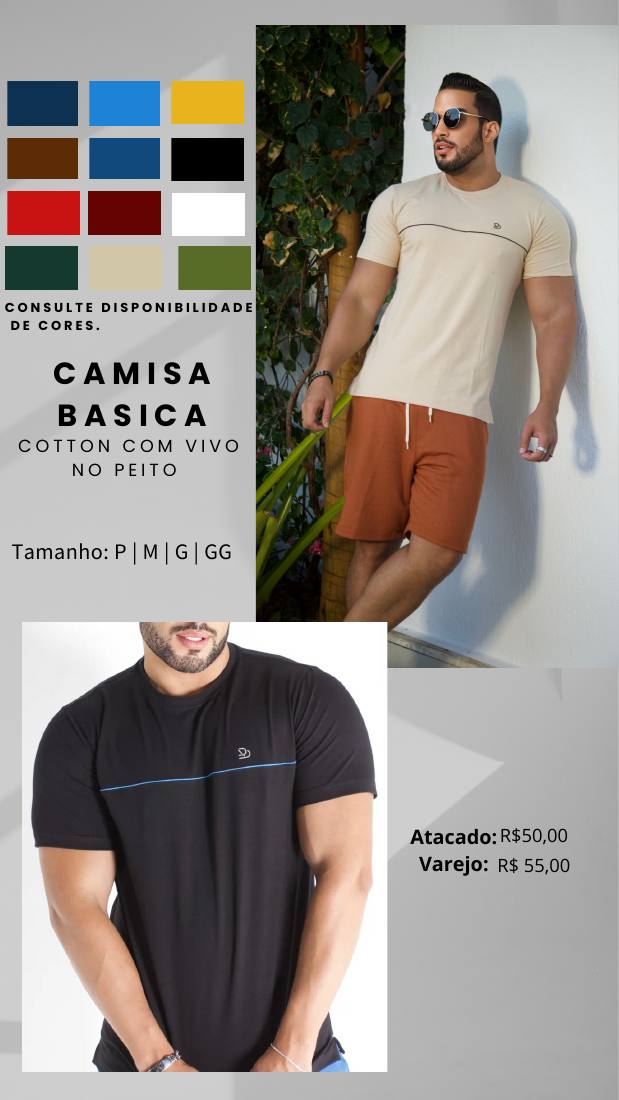 CONSULTE DISPONIBILIDADE
DE CORES.
CAMISA
BASICA
COTTON COM VIVO
NO PEITO
Tamanho: P | M | G | GG
Atacado: R$50,00
Varejo: R$ 55,00